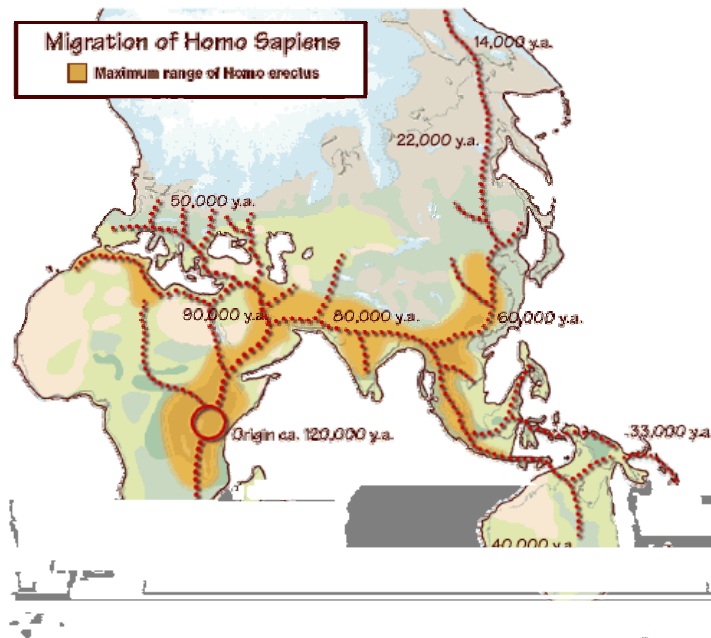 Migration of Homo Sapiens
Maximum range of Homo erectus
14,000 y.a.
22,000 y.a.
50,000 y.a.
90,000 y.a.
80,000 y.a.
60,000 y.a.
Origin ca. 120,000 y.a.
33,000 y.a
40,000 y.a.